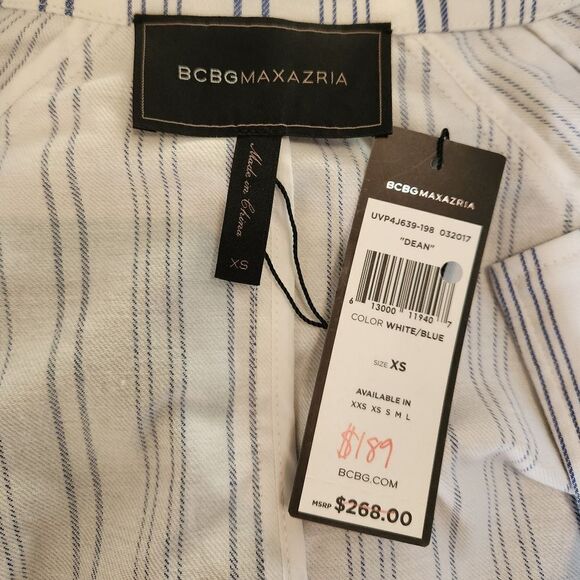 BCBGMAXAZRIA
Made in China
XS
BCBGMAXAZRIA
UVP4J639-198 032017
"DEAN"
6 13000 11940 7
COLOR WHITE/BLUE
SIZE XS
AVAILABLE IN
XXS XS S M L
$189
BCBG.COM
MSRP $268.00